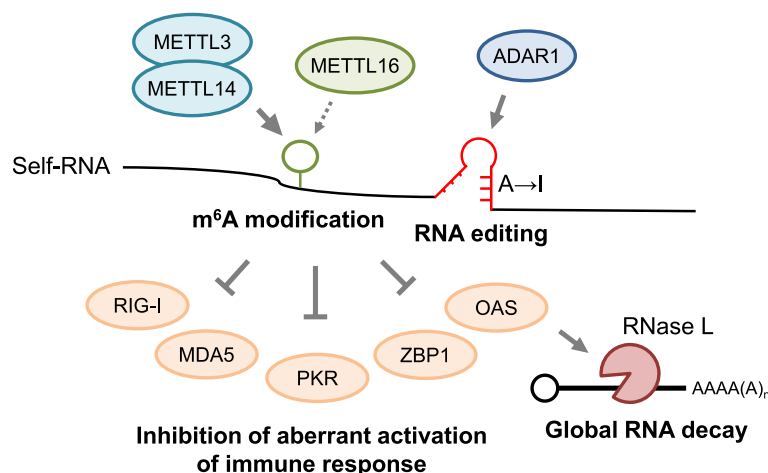 METTL3
METTL14
METTL16
ADAR1
Self-RNA
A→I
m⁶A modification
RNA editing
RIG-I
MDA5
PKR
ZBP1
OAS
RNase L
AAAA(A)n
Global RNA decay
Inhibition of aberrant activation
of immune response